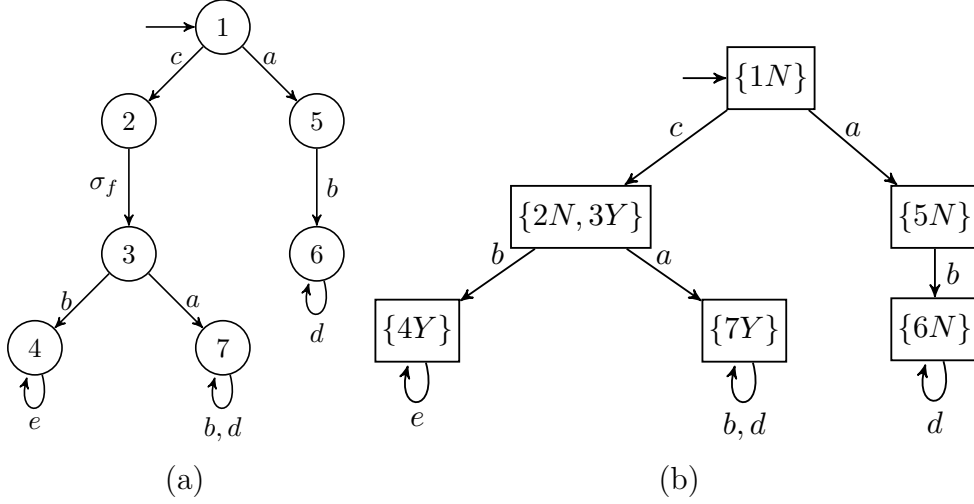 1
c
a
2
5
σ_f
b
3
6
b
a
d
4
7
e
b, d
(a)
{1N}
c
a
{2N, 3Y}
{5N}
b
a
b
{4Y}
{7Y}
{6N}
e
b, d
d
(b)